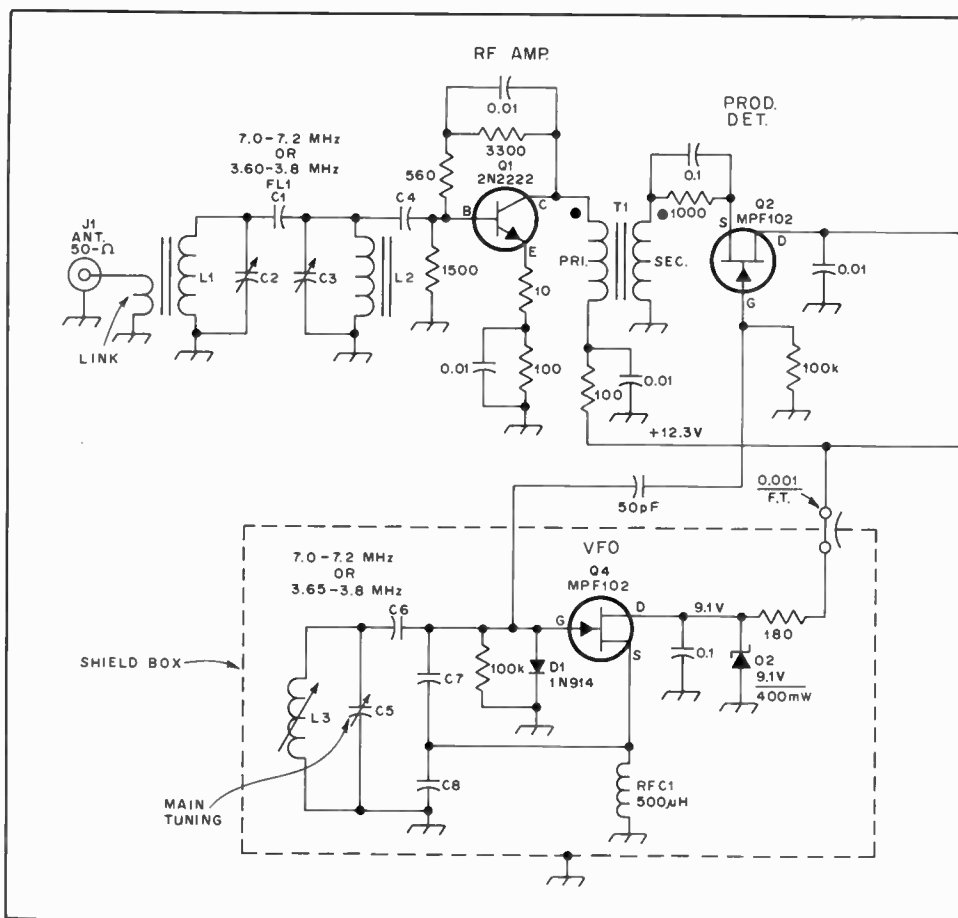 RF AMP.
0.01
3300
Q1
2N2222
560
7.0-7.2 MHz
OR
3.60-3.8 MHz
FL1
C1
C4
J1
ANT.
50-Ω
L1
C2
C3
L2
LINK
1500
B
C
E
10
0.01
100
T1
PRI.
SEC.
100
0.01
PROD.
DET.
0.1
1000
Q2
MPF102
S
D
G
0.01
100k
+12.3V
50pF
0.001
F.T.
VFO
7.0-7.2 MHz
OR
3.65-3.8 MHz
C6
Q4
MPF102
G
D
S
9.1V
180
0.1
D2
9.1V
400mW
SHIELD BOX
L3
C5
C7
100k
D1
1N914
C8
RFC1
500µH
MAIN
TUNING